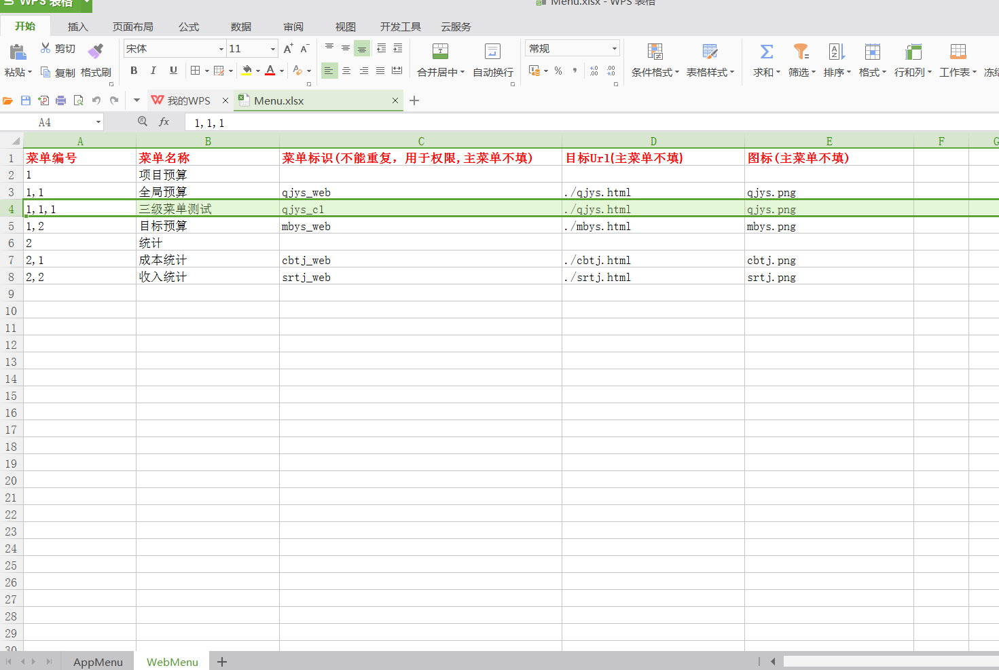 WPS 表格
Menu.xlsx - WPS 表格
开始 插入 页面布局 公式 数据 审阅 视图 开发工具 云服务
剪切 宋体 11 A+ A- 常规
粘贴 复制 格式刷 B I U A 合并居中 自动换行 % 条件格式 表格样式 求和 筛选 排序 格式 行和列 工作表
我的WPS Menu.xlsx
A4 fx 1,1,1
A B C D E F G
1 菜单编号 菜单名称 菜单标识(不能重复，用于权限,主菜单不填) 目标Url(主菜单不填) 图标(主菜单不填)
2 1 项目预算
3 1,1 全局预算 qjys_web ./qjys.html qjys.png
4 1,1,1 三级菜单测试 qjys_cl ./qjys.html qjys.png
5 1,2 目标预算 mbys_web ./mbys.html mbys.png
6 2 统计
7 2,1 成本统计 cbtj_web ./cbtj.html cbtj.png
8 2,2 收入统计 srtj_web ./srtj.html srtj.png
9
10
11
12
13
14
15
16
17
18
19
20
21
22
23
24
25
26
27
28
29
30
AppMenu WebMenu